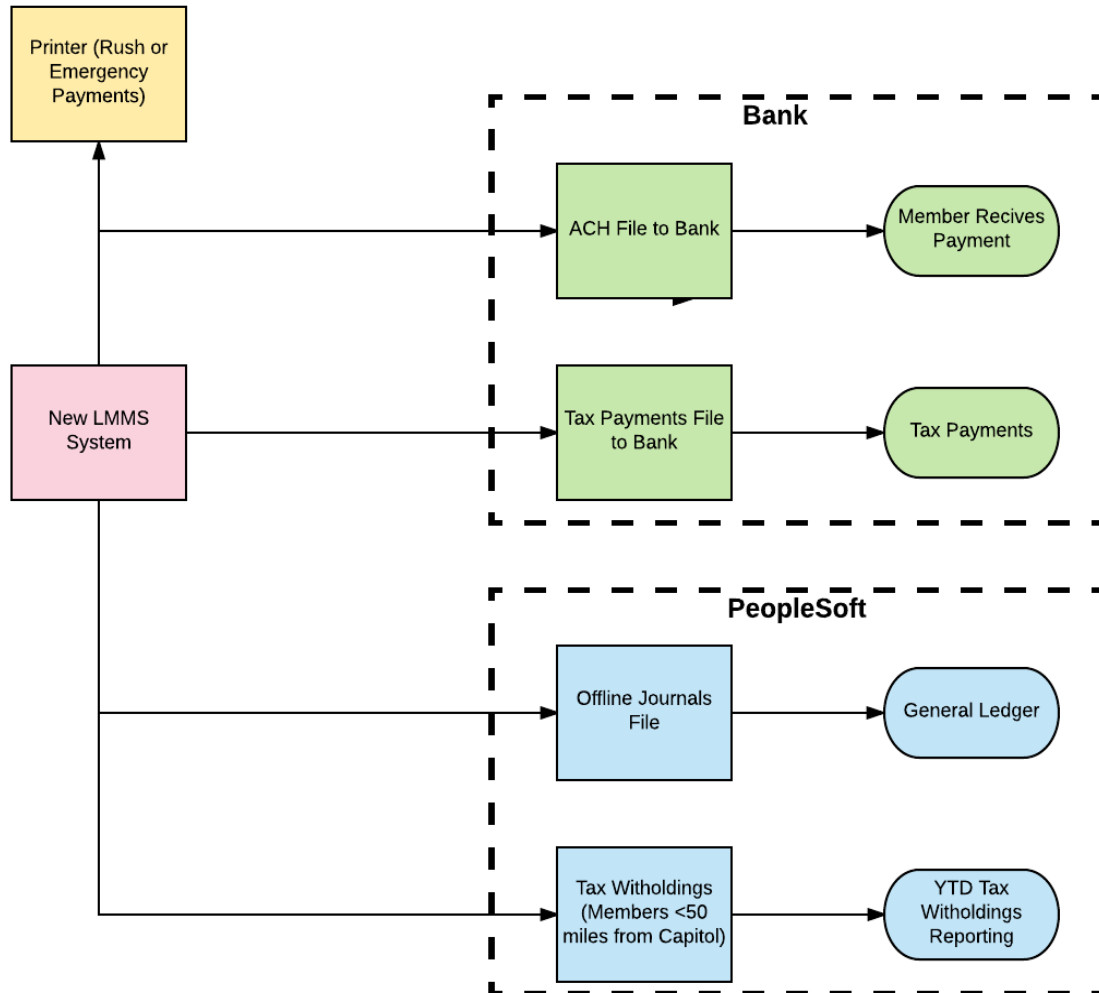 Printer (Rush or
Emergency
Payments)
Bank
ACH File to Bank
Member Recives
Payment
New LMMS
System
Tax Payments File
to Bank
Tax Payments
PeopleSoft
Offline Journals
File
General Ledger
Tax Witholdings
(Members <50
miles from Capitol)
YTD Tax
Witholdings
Reporting